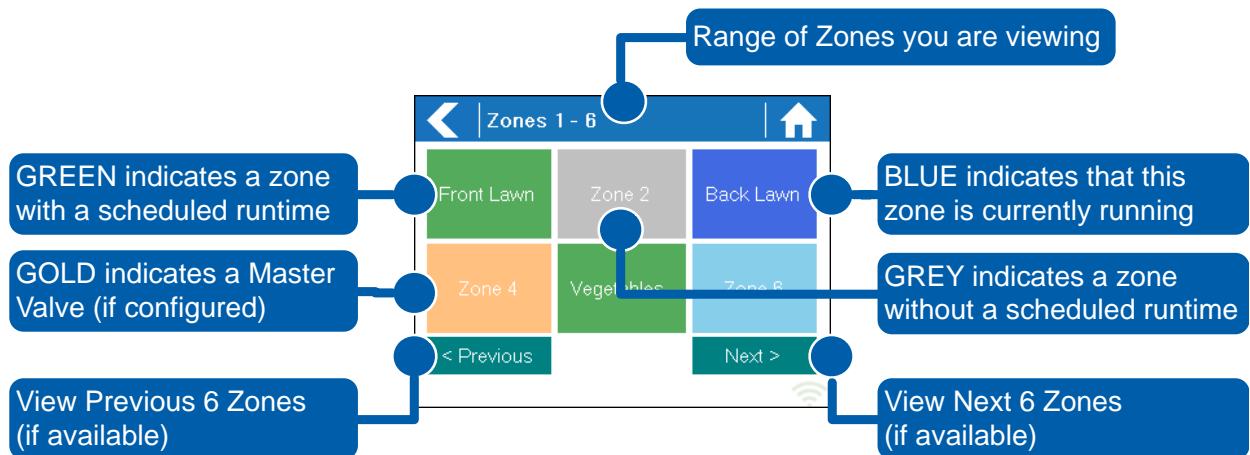 Range of Zones you are viewing
Zones 1 - 6
GREEN indicates a zone
with a scheduled runtime
Front Lawn
Zone 2
Back Lawn
BLUE indicates that this
zone is currently running
GOLD indicates a Master
Valve (if configured)
Zone 4
Vegetables
Zone 6
GREY indicates a zone
without a scheduled runtime
< Previous
Next >
View Previous 6 Zones
(if available)
View Next 6 Zones
(if available)